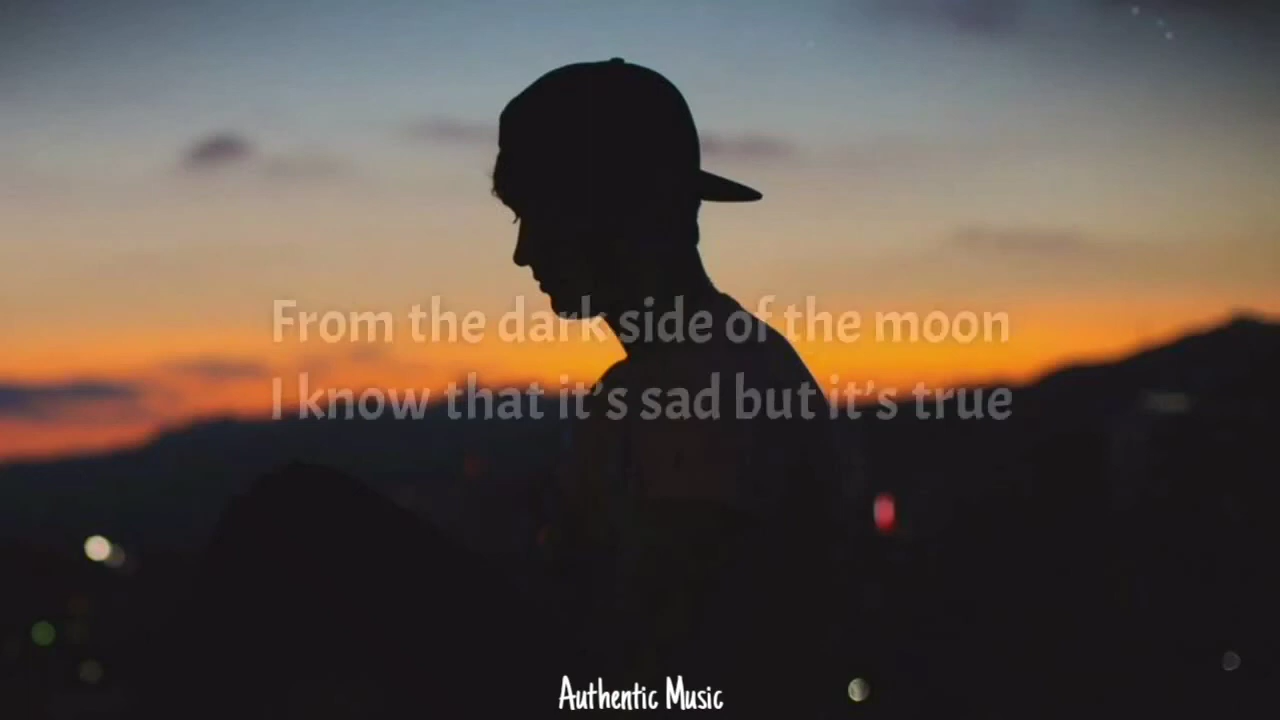 From the dark side of the moon
I know that it's sad but it's true
Authentic Music